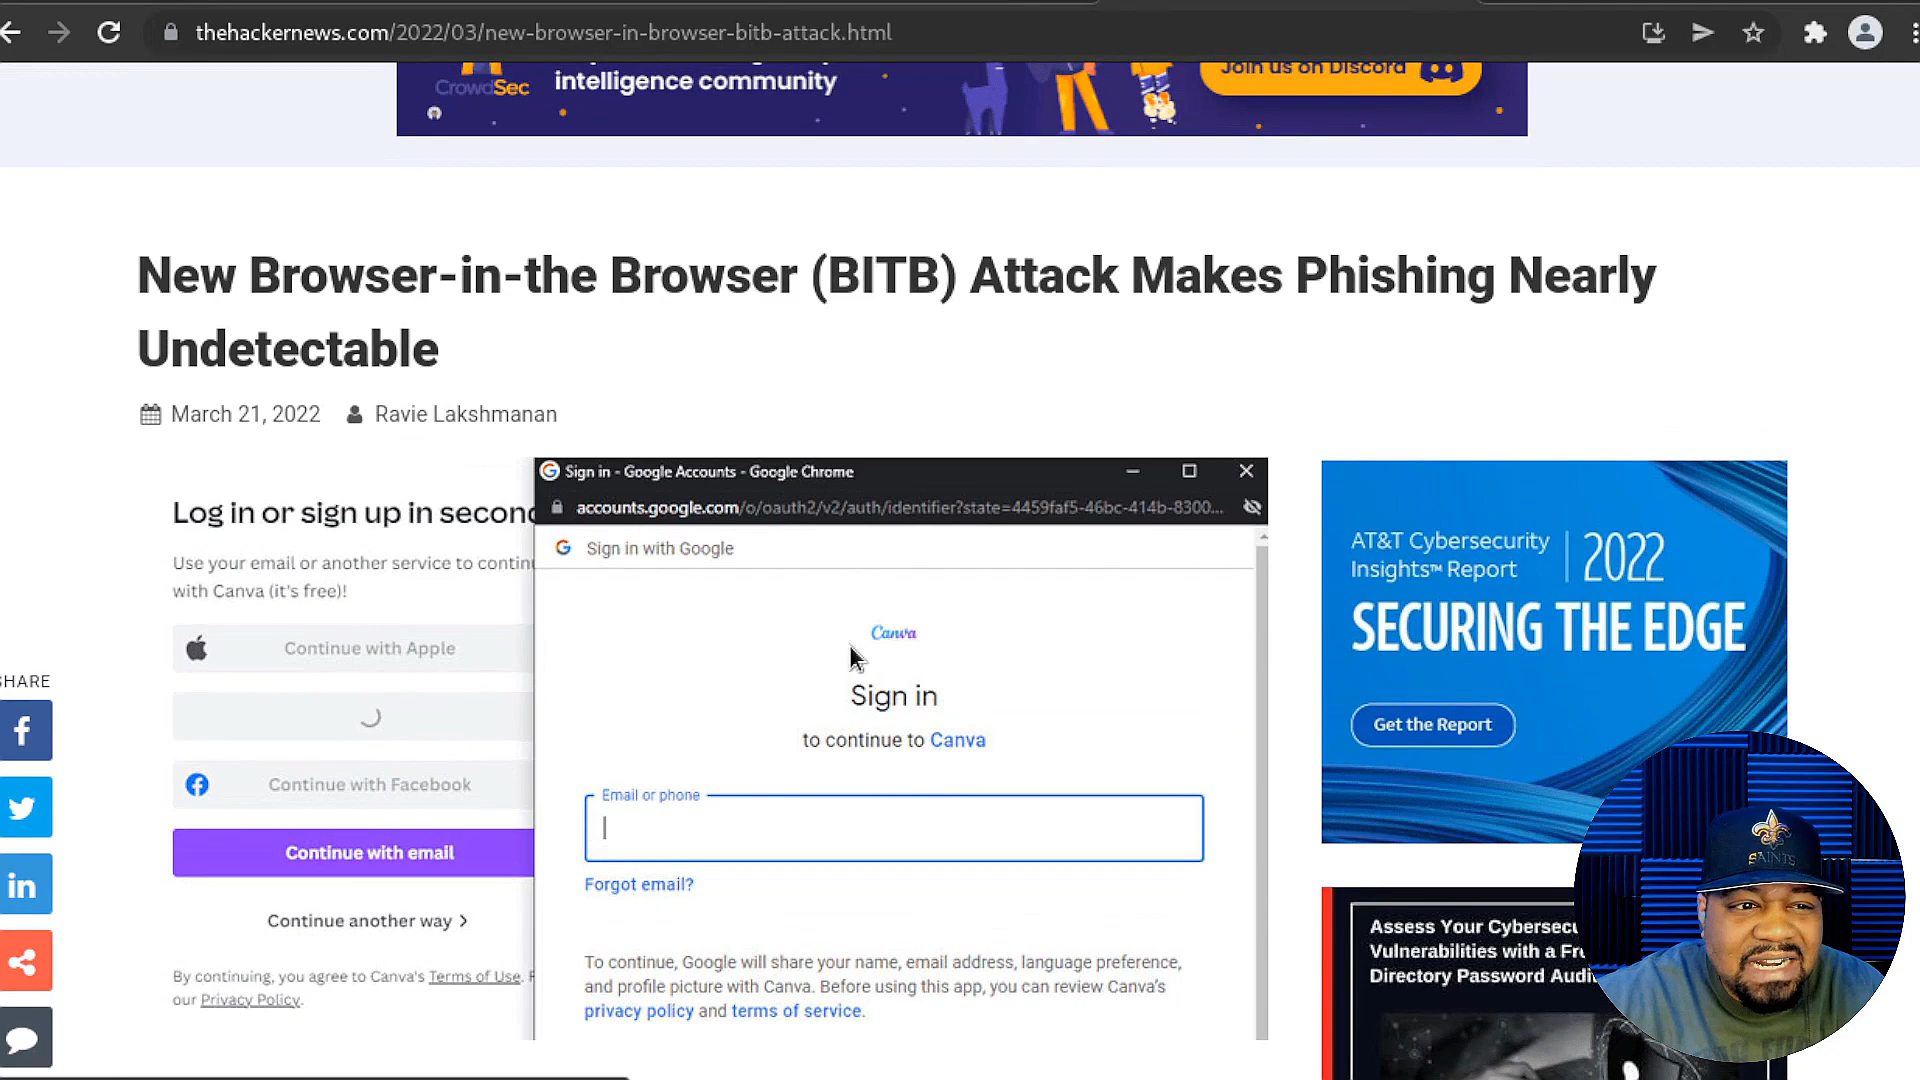 thehackernews.com/2022/03/new-browser-in-browser-bitb-attack.html
CrowdSec
intelligence community
Join us on Discord
New Browser-in-the Browser (BITB) Attack Makes Phishing Nearly
Undetectable
March 21, 2022 Ravie Lakshmanan
Log in or sign up in secon
Use your email or another service to contin
with Canva (it's free)!
Continue with Apple
Continue with Facebook
Continue with email
Continue another way >
By continuing, you agree to Canva's Terms of Use.
our Privacy Policy.
Sign in - Google Accounts - Google Chrome
accounts.google.com/o/oauth2/v2/auth/identifier?state=4459faf5-46bc-414b-8300...
Sign in with Google
Canva
Sign in
to continue to Canva
Email or phone
Forgot email?
To continue, Google will share your name, email address, language preference,
and profile picture with Canva. Before using this app, you can review Canva's
privacy policy and terms of service.
SHARE
f
in
AT&T Cybersecurity
Insights™ Report
2022
SECURING THE EDGE
Get the Report
Assess Your Cybersecu
Vulnerabilities with a Fre
Directory Password Audi
SAINTS